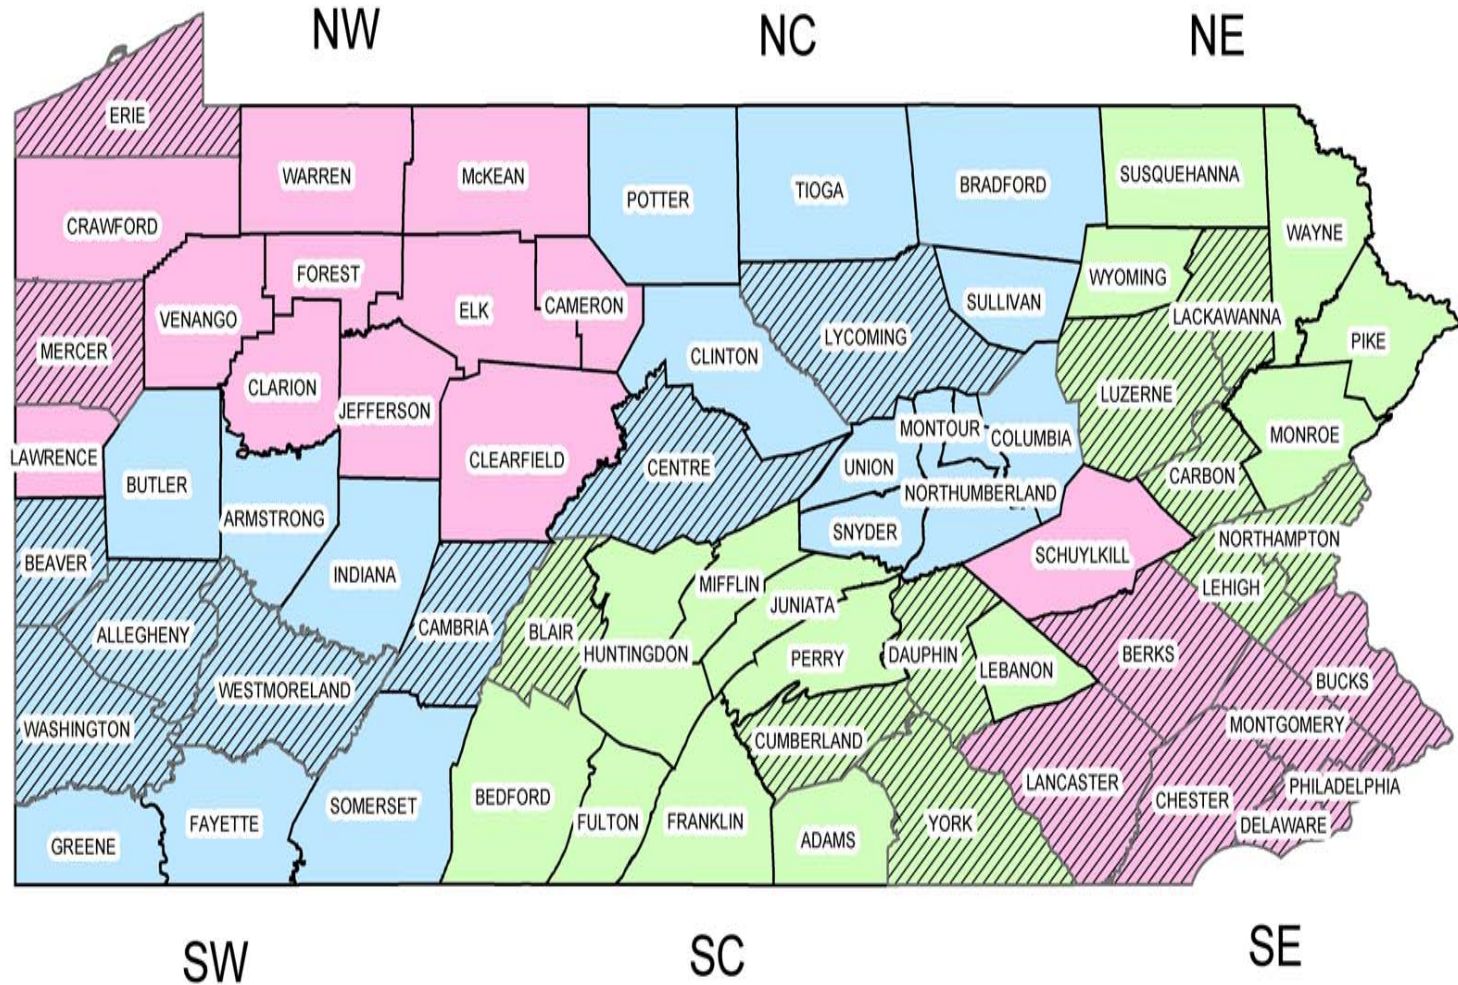 NW
NC
NE
ERIE
WARREN
McKEAN
POTTER
TIOGA
BRADFORD
SUSQUEHANNA
CRAWFORD
WAYNE
FOREST
WYOMING
VENANGO
ELK
CAMERON
SULLIVAN
LACKAWANNA
MERCER
LYCOMING
PIKE
CLINTON
CLARION
JEFFERSON
LUZERNE
MONTOUR
COLUMBIA
MONROE
LAWRENCE
CLEARFIELD
CENTRE
UNION
CARBON
BUTLER
NORTHUMBERLAND
ARMSTRONG
SNYDER
NORTHAMPTON
BEAVER
SCHUYLKILL
INDIANA
MIFFLIN
LEHIGH
JUNIATA
ALLEGHENY
CAMBRIA
BLAIR
HUNTINGDON
PERRY
DAUPHIN
BERKS
LEBANON
WESTMORELAND
BUCKS
WASHINGTON
CUMBERLAND
MONTGOMERY
LANCASTER
PHILADELPHIA
BEDFORD
CHESTER
SOMERSET
FAYETTE
FULTON
FRANKLIN
YORK
DELAWARE
GREENE
ADAMS
SW
SC
SE